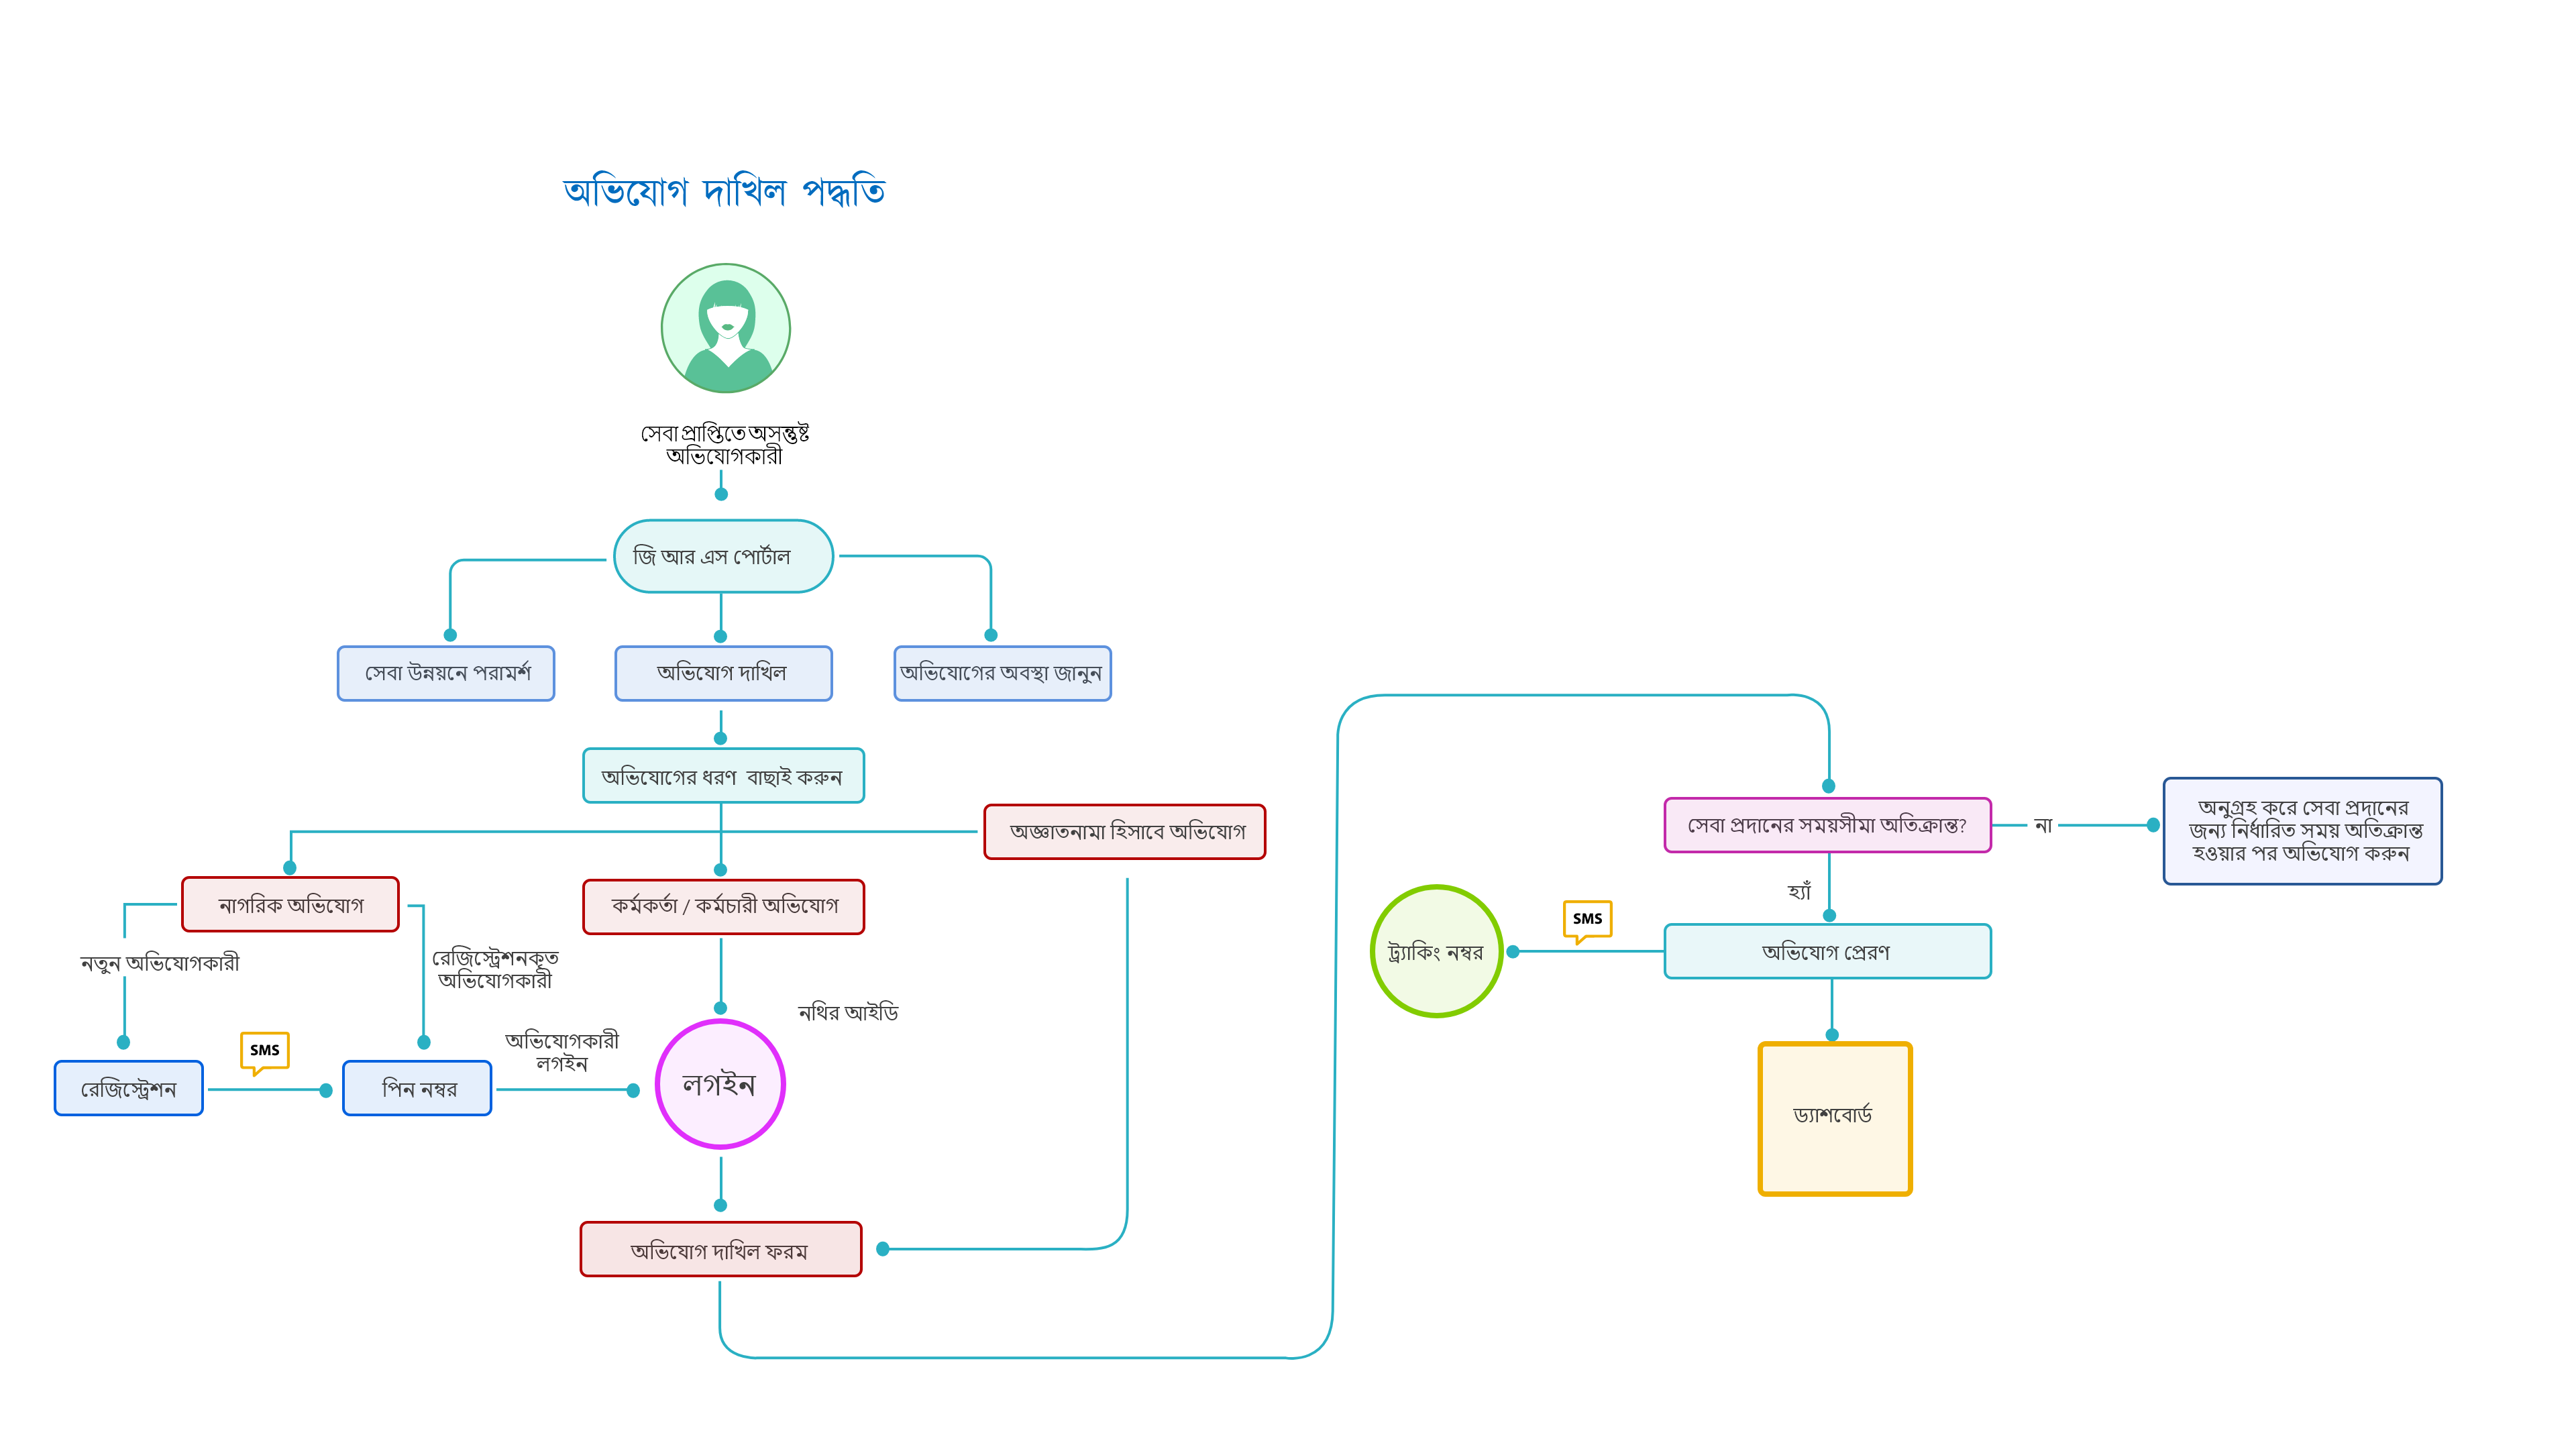 অভিযোগ দাখিল পদ্ধতি
সেবা প্রাপ্তিতে অসন্তুষ্ট
অভিযোগকারী
জি আর এস পোর্টাল
সেবা উন্নয়নে পরামর্শ
অভিযোগ দাখিল
অভিযোগের অবস্থা জানুন
অভিযোগের ধরণ বাছাই করুন
অজ্ঞাতনামা হিসাবে অভিযোগ
নাগরিক অভিযোগ
কর্মকর্তা / কর্মচারী অভিযোগ
নতুন অভিযোগকারী
রেজিস্ট্রেশনকৃত
অভিযোগকারী
নথির আইডি
অভিযোগকারী
লগইন
SMS
রেজিস্ট্রেশন
পিন নম্বর
লগইন
অভিযোগ দাখিল ফরম
সেবা প্রদানের সময়সীমা অতিক্রান্ত?
না
অনুগ্রহ করে সেবা প্রদানের
জন্য নির্ধারিত সময় অতিক্রান্ত
হওয়ার পর অভিযোগ করুন
হ্যাঁ
SMS
ট্র্যাকিং নম্বর
অভিযোগ প্রেরণ
ড্যাশবোর্ড